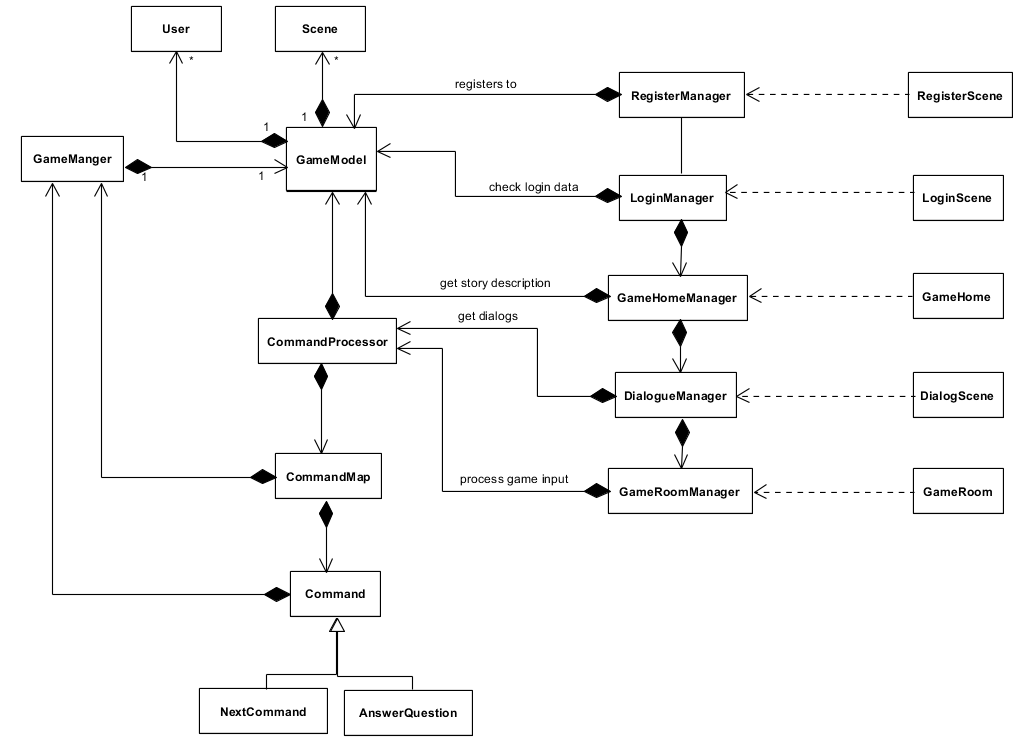 User
Scene
*
*
registers to
RegisterManager
RegisterScene
1
1
GameManger
GameModel
1
1
check login data
LoginManager
LoginScene
get story description
GameHomeManager
GameHome
get dialogs
CommandProcessor
DialogueManager
DialogScene
CommandMap
process game input
GameRoomManager
GameRoom
Command
NextCommand
AnswerQuestion